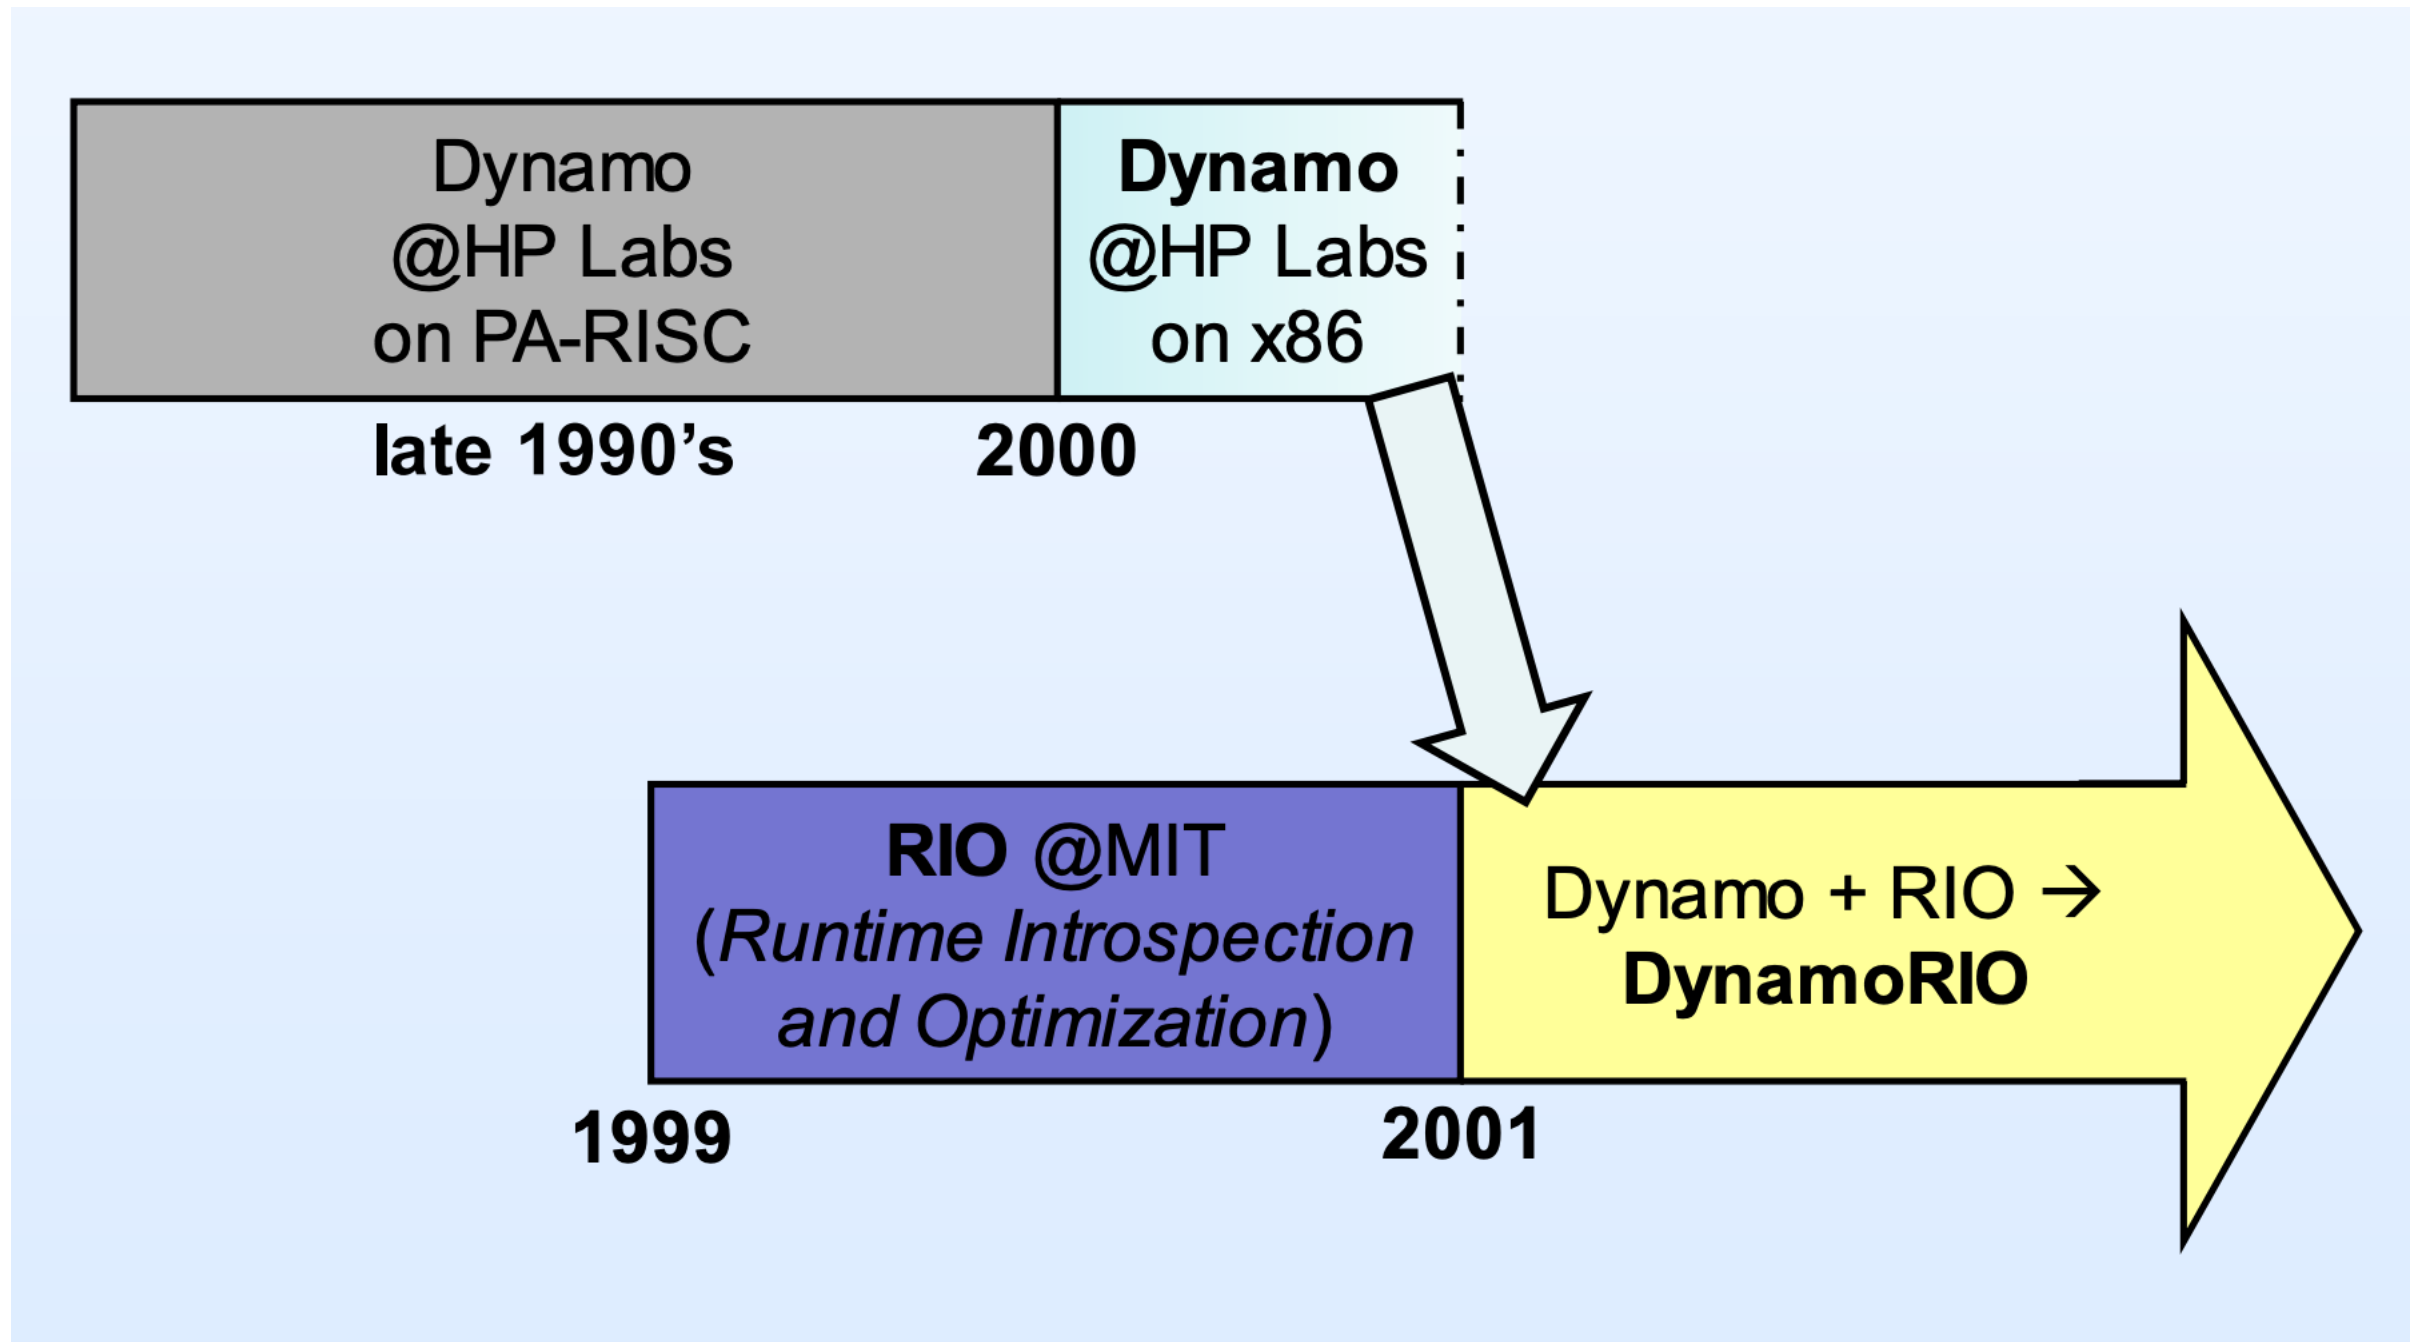 Dynamo
@HP Labs
on PA-RISC
Dynamo
@HP Labs
on x86
late 1990’s
2000
RIO @MIT
(Runtime Introspection
and Optimization)
Dynamo + RIO →
DynamoRIO
1999
2001